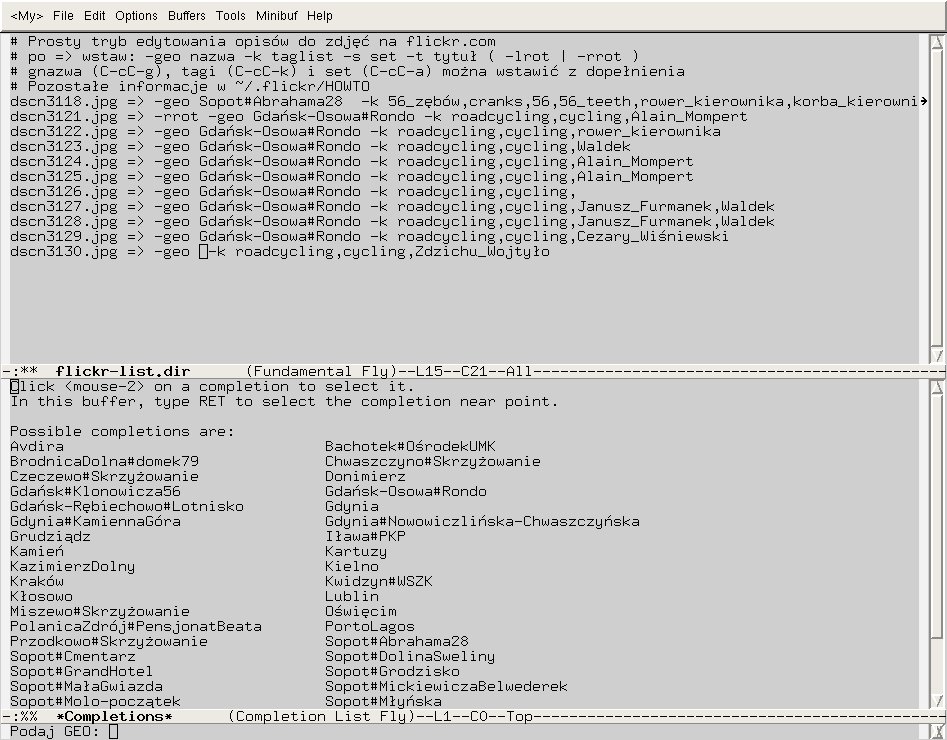 <My> File Edit Options Buffers Tools Minibuf Help
# Prosty tryb edytowania opisów do zdjęć na flickr.com
# po => wstaw: -geo nazwa -k taglist -s set -t tytuł ( -lrot | -rrot )
# gnazwa (C-cC-g), tagi (C-cC-k) i set (C-cC-a) można wstawić z dopełnienia
# Pozostałe informacje w ~/.flickr/HOWTO
dscn3118.jpg => -geo Sopot#Abrahama28  -k 56_zębów,cranks,56,56_teeth,rower_kierownika,korba_kierowni
dscn3121.jpg => -rrot -geo Gdańsk-Osowa#Rondo -k roadcycling,cycling,Alain_Mompert
dscn3122.jpg => -geo Gdańsk-Osowa#Rondo -k roadcycling,cycling,rower_kierownika
dscn3123.jpg => -geo Gdańsk-Osowa#Rondo -k roadcycling,cycling,Waldek
dscn3124.jpg => -geo Gdańsk-Osowa#Rondo -k roadcycling,cycling,Alain_Mompert
dscn3125.jpg => -geo Gdańsk-Osowa#Rondo -k roadcycling,cycling,Alain_Mompert
dscn3126.jpg => -geo Gdańsk-Osowa#Rondo -k roadcycling,cycling,
dscn3127.jpg => -geo Gdańsk-Osowa#Rondo -k roadcycling,cycling,Janusz_Furmanek,Waldek
dscn3128.jpg => -geo Gdańsk-Osowa#Rondo -k roadcycling,cycling,Janusz_Furmanek,Waldek
dscn3129.jpg => -geo Gdańsk-Osowa#Rondo -k roadcycling,cycling,Cezary_Wiśniewski
dscn3130.jpg => -geo -k roadcycling,cycling,Zdzichu_Wojtyło
-:** flickr-list.dir (Fundamental Fly)--L15--C21--All
Click <mouse-2> on a completion to select it.
In this buffer, type RET to select the completion near point.
Possible completions are:
Avdira Bachotek#OśrodekUMK
BrodnicaDolna#domek79 Chwaszczyno#Skrzyżowanie
Czeczewo#Skrzyżowanie Donimierz
Gdańsk#Klonowicza56 Gdańsk-Osowa#Rondo
Gdańsk-Rębiechowo#Lotnisko Gdynia
Gdynia#KamiennaGóra Gdynia#Nowowiczlińska-Chwaszczyńska
Grudziądz Iława#PKP
Kamień Kartuzy
KazimierzDolny Kielno
Kraków Kwidzyn#WSZK
Kłosowo Lublin
Miszewo#Skrzyżowanie Oświęcim
PolanicaZdrój#PensjonatBeata PortoLagos
Przodkowo#Skrzyżowanie Sopot#Abrahama28
Sopot#Cmentarz Sopot#DolinaSweliny
Sopot#GrandHotel Sopot#Grodzisko
Sopot#MałaGwiazda Sopot#MickiewiczaBelwederek
Sopot#Molo-początek Sopot#Młyńska
-:%% *Completions* (Completion List Fly)--L1--C0--Top
Podaj GEO: